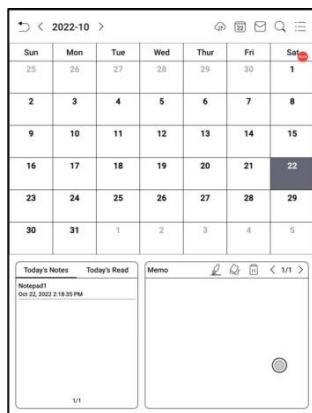 2022-10
22
Sun Mon Tue Wed Thur Fri Sat
25 26 27 28 29 30 1
2 3 4 5 6 7 8
9 10 11 12 13 14 15
16 17 18 19 20 21 22
23 24 25 26 27 28 29
30 31 1 2 3 4 5
Today's Notes Today's Read
Notepad1
Oct 22, 2022 2:18:35 PM
1/1
Memo 1/1